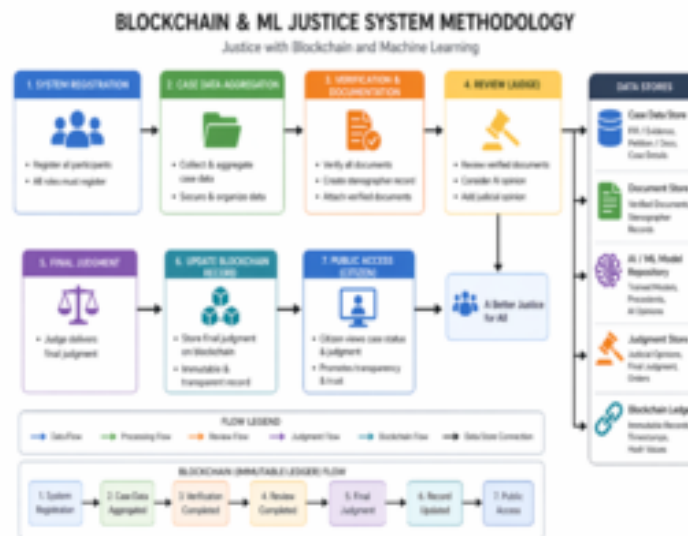 BLOCKCHAIN & ML JUSTICE SYSTEM METHODOLOGY
Justice with Blockchain and Machine Learning
1. SYSTEM REGISTRATION
• Register all participants
• All roles must register
2. CASE DATA AGGREGATION
• Collect & aggregate
case data
• Secure & organize data
3. VERIFICATION &
DOCUMENTATION
• Verify all documents
• Create stenographer record
• Attach verified documents
4. REVIEW (JUDGE)
• Review verified documents
• Consider AI opinion
• Add judicial opinion
DATA STORES
Case Data Store
FIR / Evidence,
Petition / Docs,
Case Details
Document Store
Verified Documents
Stenographer
Records
AI / ML Model
Repository
Trained Models,
Precedents,
AI Opinions
Judgment Store
Judicial Opinions,
Final Judgment,
Orders
Blockchain Ledger
Immutable Records
Timestamps,
Hash Values
5. FINAL JUDGMENT
• Judge delivers
final judgment
6. UPDATE BLOCKCHAIN
RECORD
• Store final judgment
on blockchain
• Immutable &
transparent record
7. PUBLIC ACCESS
(CITIZEN)
• Citizen views case status
& judgment
• Promotes transparency
& trust
A Better Justice
for All
FLOW LEGEND
Data Flow
Processing Flow
Review Flow
Judgment Flow
Blockchain Flow
Data Store Connection
BLOCKCHAIN (IMMUTABLE LEDGER) FLOW
1. System
Registration
2. Case Data
Aggregated
3. Verification
Completed
4. Review
Completed
5. Final
Judgment
6. Record
Updated
7. Public
Access